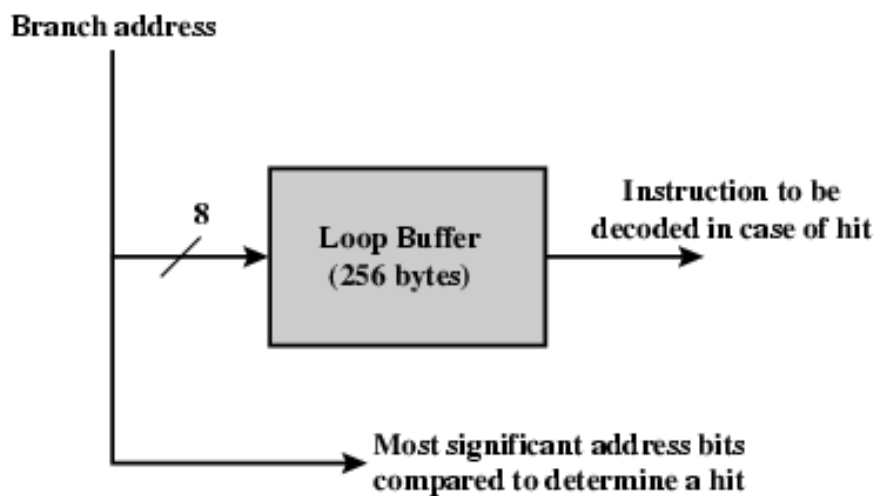 Branch address
8
Loop Buffer
(256 bytes)
Instruction to be
decoded in case of hit
Most significant address bits
compared to determine a hit